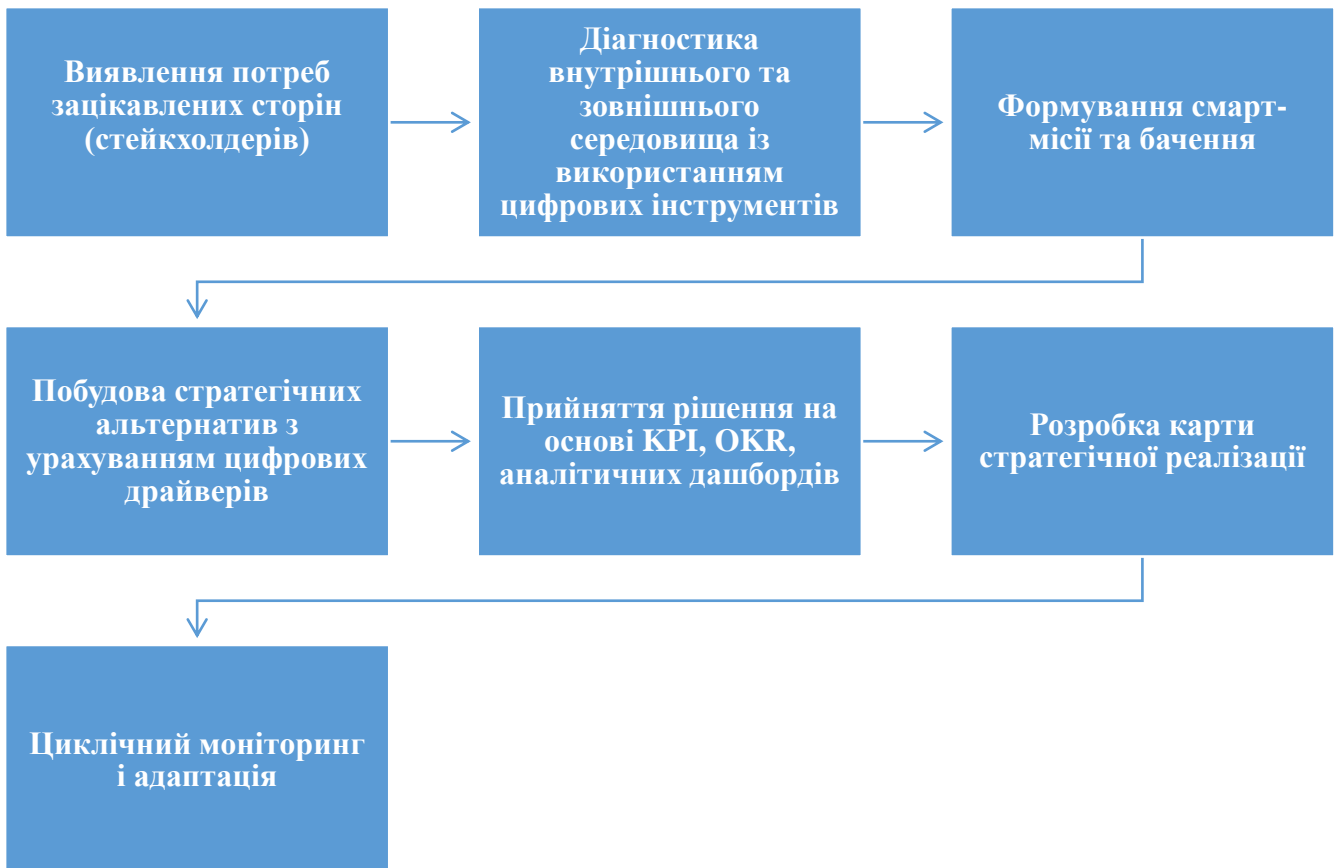 Виявлення потреб
зацікавлених сторін
(стейкхолдерів)
Діагностика
внутрішнього та
зовнішнього
середовища із
використанням
цифрових інструментів
Формування смарт-
місії та бачення
Побудова стратегічних
альтернатив з
урахуванням цифрових
драйверів
Прийняття рішення на
основі KPI, OKR,
аналітичних дашбордів
Розробка карти
стратегічної реалізації
Циклічний моніторинг
і адаптація